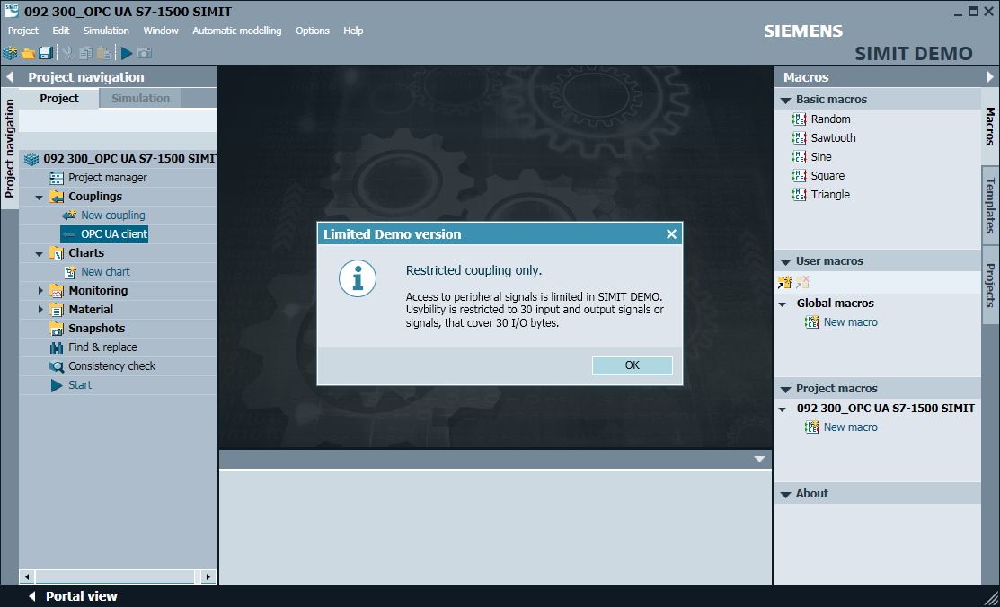 092 300_OPC UA S7-1500 SIMIT
Project Edit Simulation Window Automatic modelling Options Help
SIEMENS
SIMIT DEMO
Project navigation
Project navigation
Project
Simulation
092 300_OPC UA S7-1500 SIMI
Project manager
Couplings
New coupling
OPC UA client
Charts
New chart
Monitoring
Material
Snapshots
Find & replace
Consistency check
Start
Limited Demo version
Restricted coupling only.
Access to peripheral signals is limited in SIMIT DEMO.
Usybility is restricted to 30 input and output signals or
signals, that cover 30 I/O bytes.
OK
Macros
Basic macros
Random
Sawtooth
Sine
Square
Triangle
User macros
Global macros
New macro
Project macros
092 300_OPC UA S7-1500 SIMIT
New macro
About
Macros
Templates
Projects
Portal view